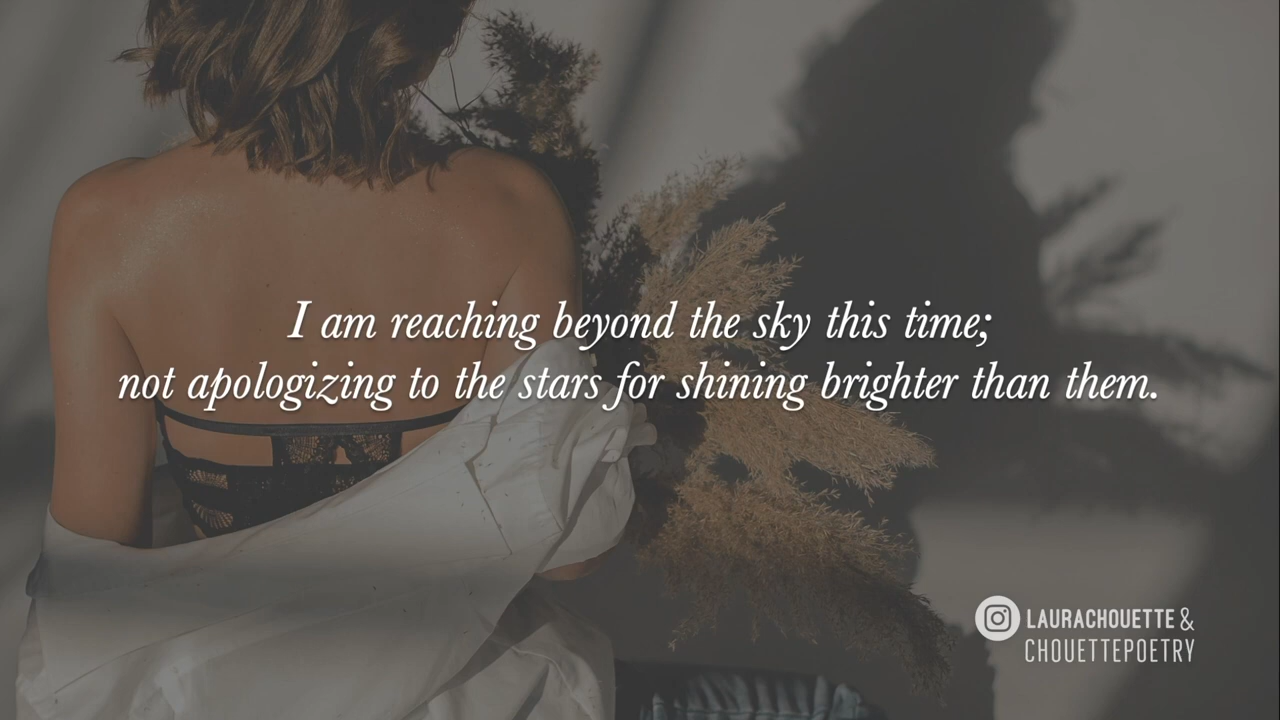 I am reaching beyond the sky this time;
not apologizing to the stars for shining brighter than them.
LAURACHOUETTE &
CHOUETTEPOETRY